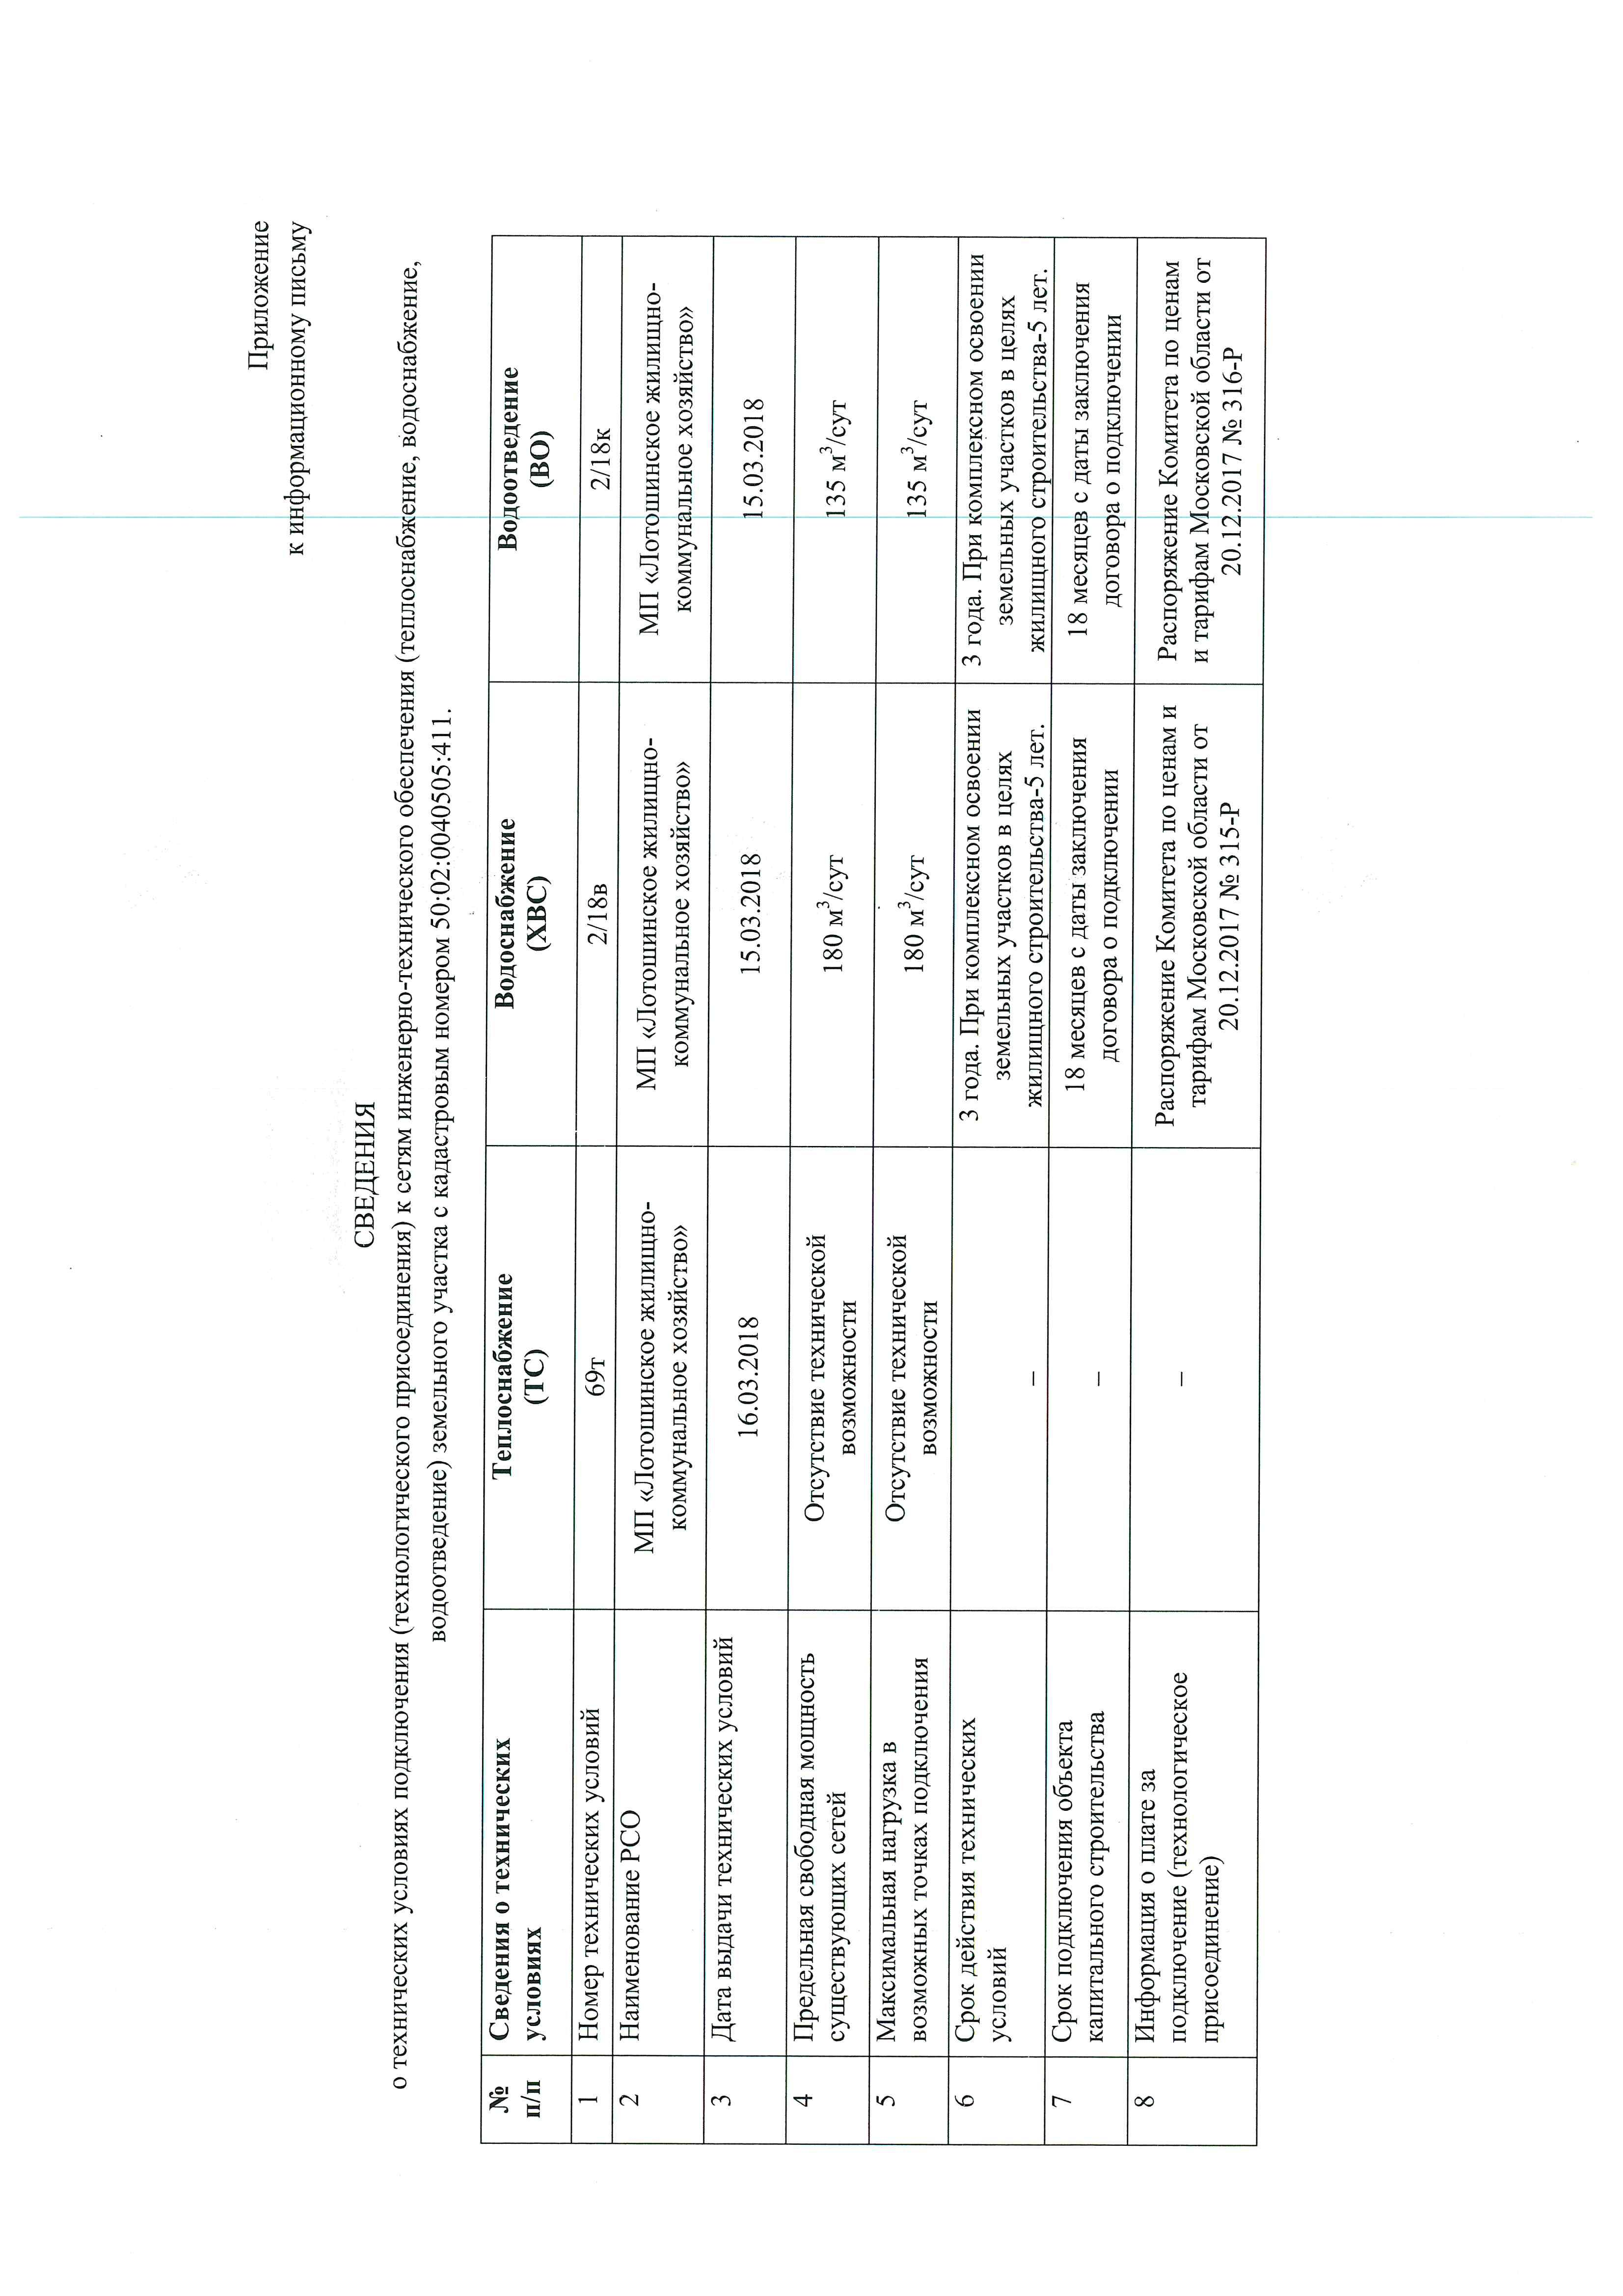 Приложение
к информационному письму
СВЕДЕНИЯ
о технических условиях подключения (технологического присоединения) к сетям инженерно-технического обеспечения (теплоснабжение, водоснабжение,
водоотведение) земельного участка с кадастровым номером 50:02:0040505:411.
№ п/п Сведения о технических условиях Теплоснабжение (ТС) Водоснабжение (ХВС) Водоотведение (ВО)
1 Номер технических условий 69т 2/18в 2/18к
2 Наименование РСО МП «Лотошинское жилищно-коммунальное хозяйство» МП «Лотошинское жилищно-коммунальное хозяйство» МП «Лотошинское жилищно-коммунальное хозяйство»
3 Дата выдачи технических условий 16.03.2018 15.03.2018 15.03.2018
4 Предельная свободная мощность существующих сетей Отсутствие технической возможности 180 м³/сут 135 м³/сут
5 Максимальная нагрузка в возможных точках подключения Отсутствие технической возможности 180 м³/сут 135 м³/сут
6 Срок действия технических условий – 3 года. При комплексном освоении земельных участков в целях жилищного строительства-5 лет. 3 года. При комплексном освоении земельных участков в целях жилищного строительства-5 лет.
7 Срок подключения объекта капитального строительства – 18 месяцев с даты заключения договора о подключении 18 месяцев с даты заключения договора о подключении
8 Информация о плате за подключение (технологическое присоединение) – Распоряжение Комитета по ценам и тарифам Московской области от 20.12.2017 № 315-Р Распоряжение Комитета по ценам и тарифам Московской области от 20.12.2017 № 316-Р